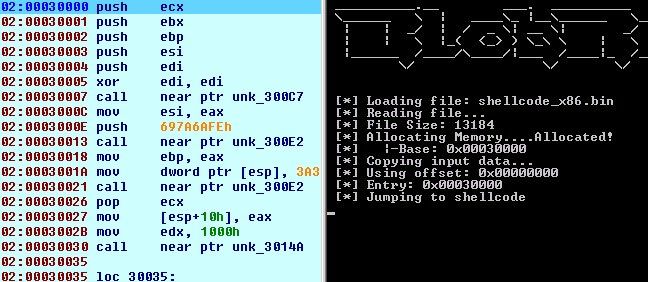 02:00030000 push    ecx
02:00030001 push    ebx
02:00030002 push    ebp
02:00030003 push    esi
02:00030004 push    edi
02:00030005 xor     edi, edi
02:00030007 call    near ptr unk_300C7
02:0003000C mov     esi, eax
02:0003000E push    697A6AFEh
02:00030013 call    near ptr unk_300E2
02:00030018 mov     ebp, eax
02:0003001A mov     dword ptr [esp], 3A3
02:00030021 call    near ptr unk_300E2
02:00030026 pop     ecx
02:00030027 mov     [esp+10h], eax
02:0003002B mov     edx, 1000h
02:00030030 call    near ptr unk_3014A
02:00030035
02:00030035 loc_30035:
BlobR
[*] Loading file: shellcode_x86.bin
[*] Reading file...
[*] File Size: 13184
[*] Allocating Memory....Allocated!
[*]   |-Base: 0x00030000
[*] Copying input data...
[*] Using offset: 0x00000000
[*] Entry: 0x00030000
[*] Jumping to shellcode